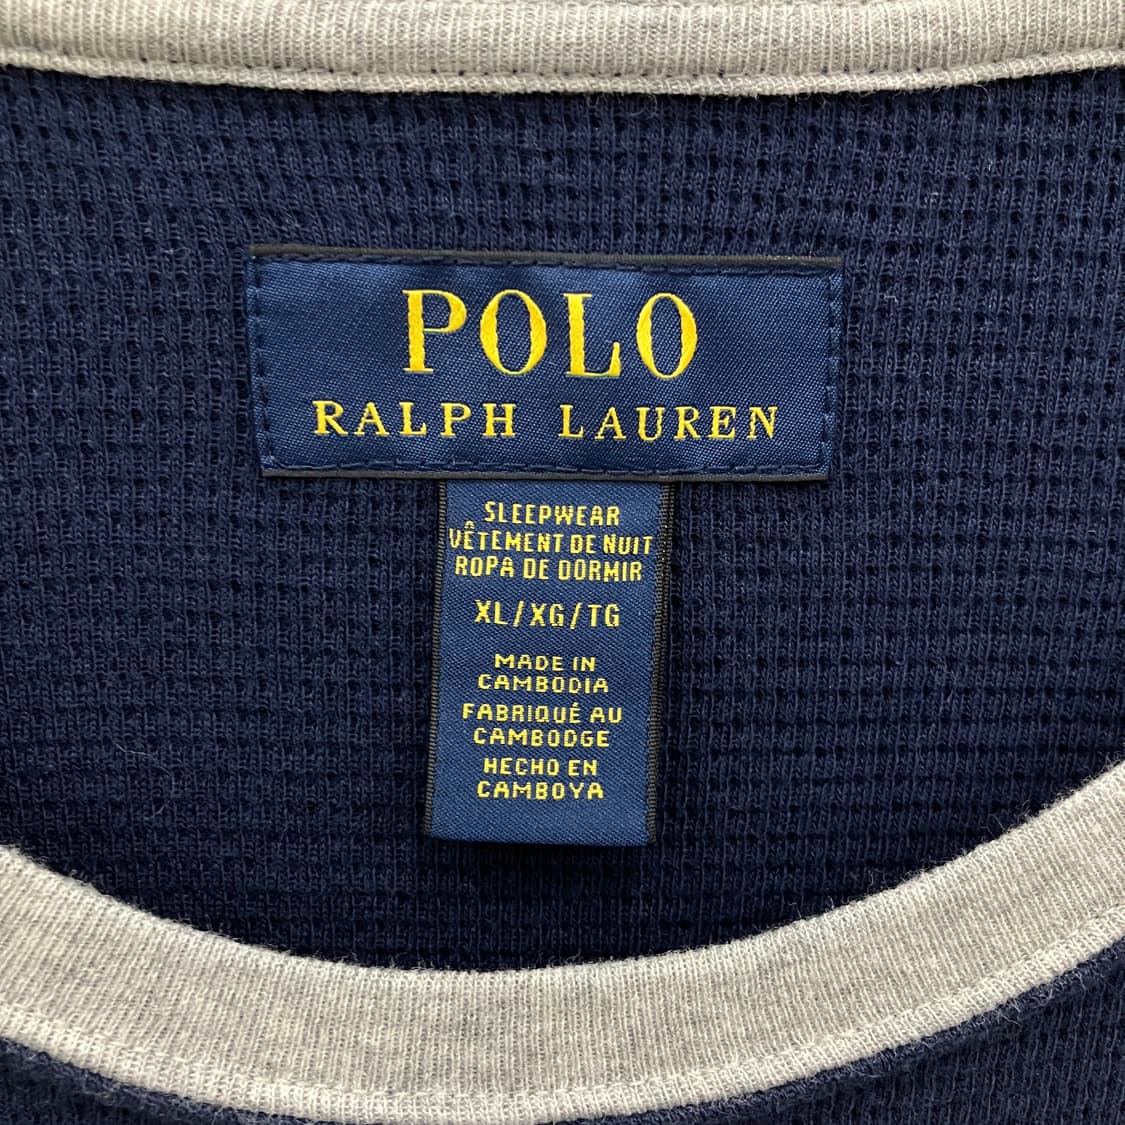 POLO
RALPH LAUREN
SLEEPWEAR
VÊTEMENT DE NUIT
ROPA DE DORMIR
XL/XG/TG
MADE IN
CAMBODIA
FABRIQUÉ AU
CAMBODGE
HECHO EN
CAMBOYA